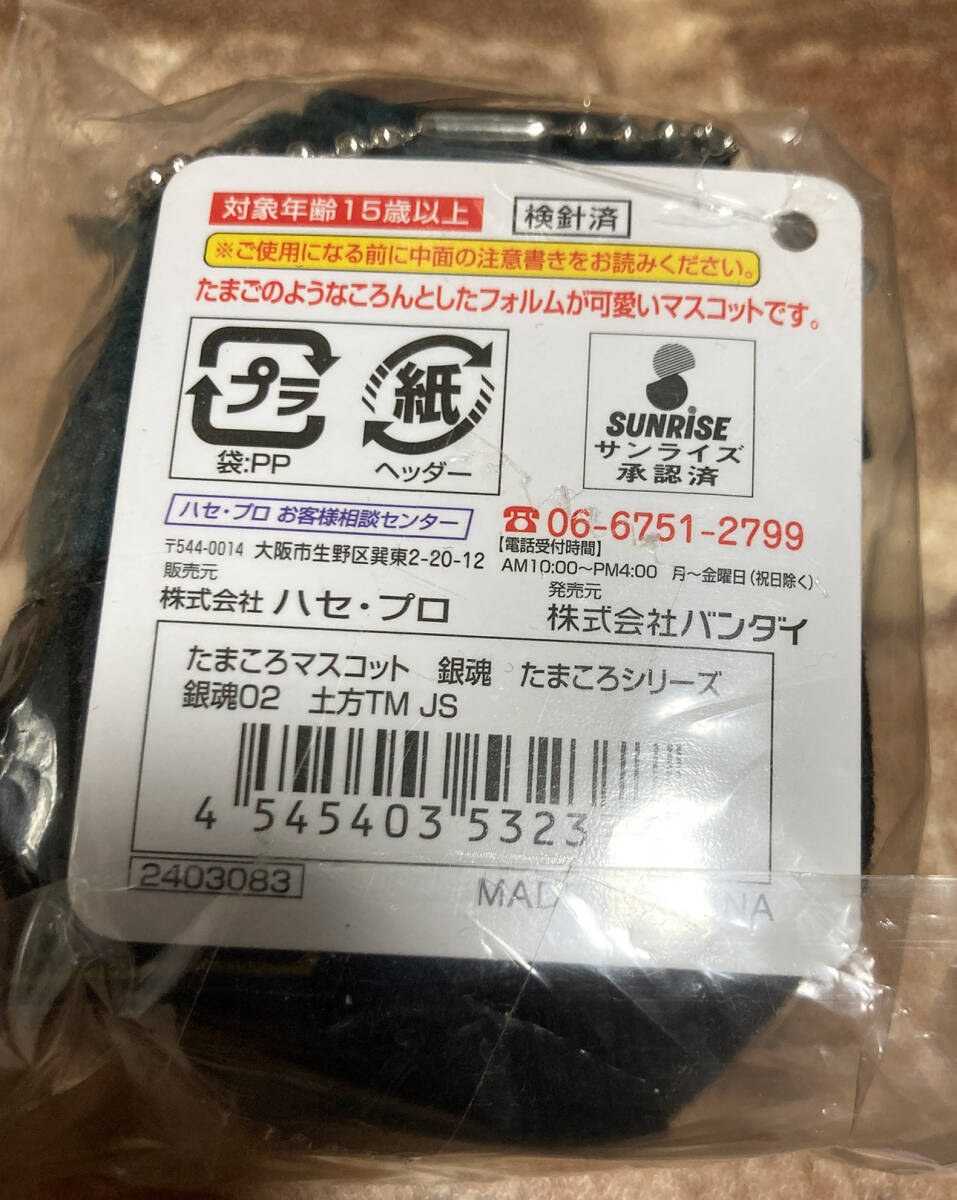 対象年齢15歳以上 検針済
※ご使用になる前に中面の注意書きをお読みください。
たまごのようなころんとしたフォルムが可愛いマスコットです。
プラ 紙
袋:PP ヘッダー
SUNRiSE
サンライズ
承認済
ハセ・プロ お客様相談センター ☎06-6751-2799
〒544-0014 大阪市生野区巽東2-20-12
【電話受付時間】
AM10:00〜PM4:00 月〜金曜日(祝日除く)
販売元
株式会社 ハセ・プロ
発売元
株式会社バンダイ
たまころマスコット 銀魂 たまころシリーズ
銀魂02 土方TM JS
4 545403 5323
2403083
MADE CHINA